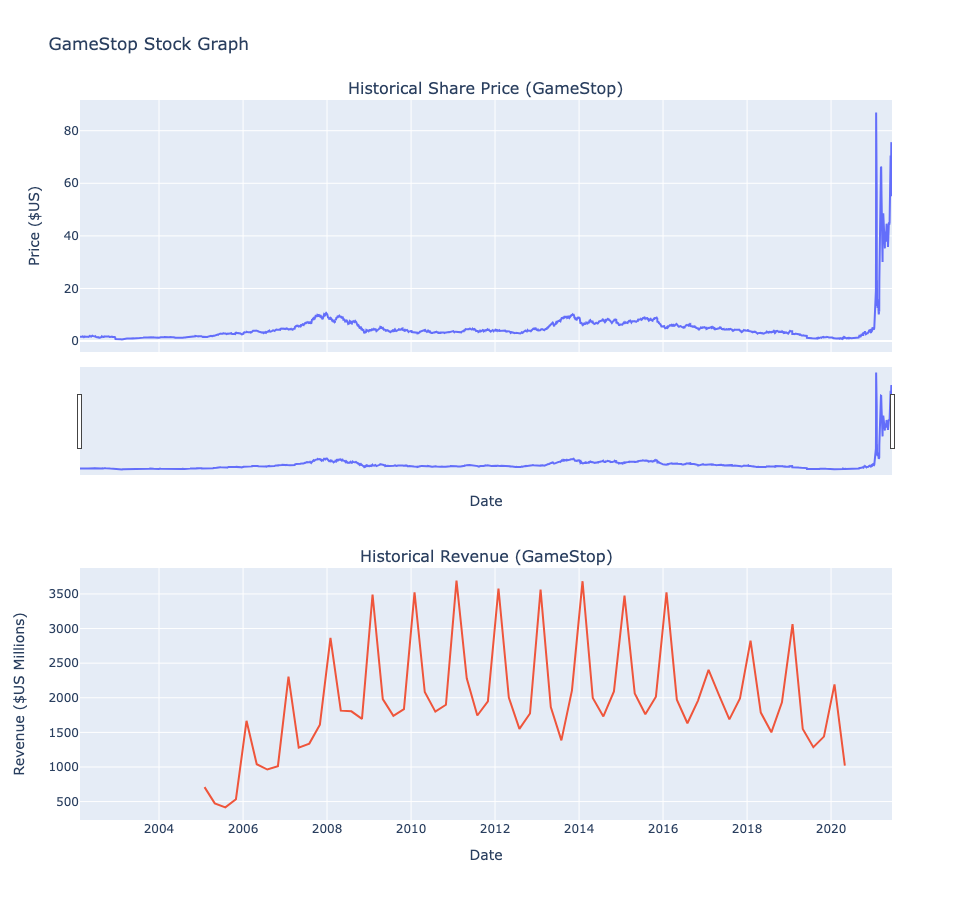 GameStop Stock Graph
Historical Share Price (GameStop)
80
60
40
20
0
Price ($US)
Date
Historical Revenue (GameStop)
3500
3000
2500
2000
1500
1000
500
Revenue ($US Millions)
2004 2006 2008 2010 2012 2014 2016 2018 2020
Date